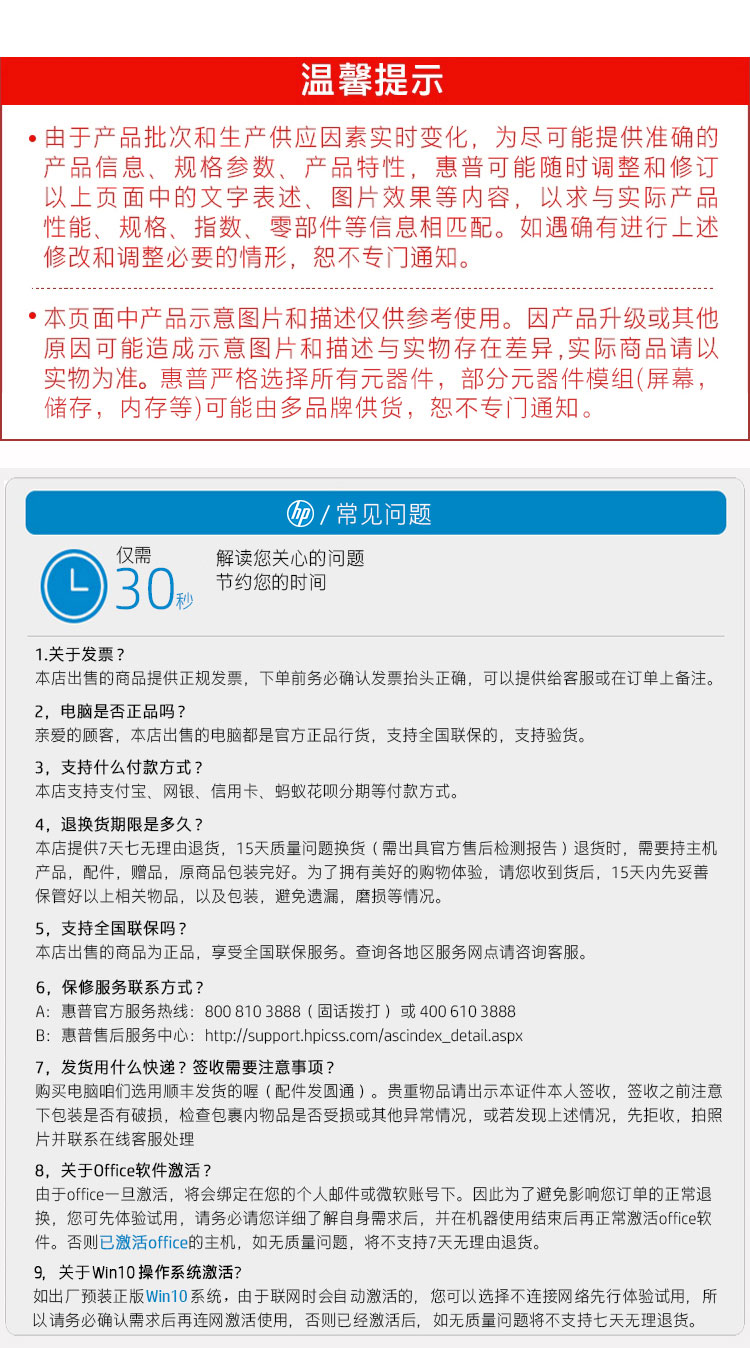 温馨提示
• 由于产品批次和生产供应因素实时变化，为尽可能提供准确的
产品信息、规格参数、产品特性，惠普可能随时调整和修订
以上页面中的文字表述、图片效果等内容，以求与实际产品
性能、规格、指数、零部件等信息相匹配。如遇确有进行上述
修改和调整必要的情形，恕不专门通知。
• 本页面中产品示意图片和描述仅供参考使用。因产品升级或其他
原因可能造成示意图片和描述与实物存在差异,实际商品请以
实物为准。惠普严格选择所有元器件，部分元器件模组(屏幕，
储存，内存等)可能由多品牌供货，恕不专门通知。
hp / 常见问题
仅需
30秒
解读您关心的问题
节约您的时间
1.关于发票？
本店出售的商品提供正规发票，下单前务必确认发票抬头正确，可以提供给客服或在订单上备注。
2，电脑是否正品吗？
亲爱的顾客，本店出售的电脑都是官方正品行货，支持全国联保的，支持验货。
3，支持什么付款方式？
本店支持支付宝、网银、信用卡、蚂蚁花呗分期等付款方式。
4，退换货期限是多久？
本店提供7天七无理由退货，15天质量问题换货（需出具官方售后检测报告）退货时，需要持主机
产品，配件，赠品，原商品包装完好。为了拥有美好的购物体验，请您收到货后，15天内先妥善
保管好以上相关物品，以及包装，避免遗漏，磨损等情况。
5，支持全国联保吗？
本店出售的商品为正品，享受全国联保服务。查询各地区服务网点请咨询客服。
6，保修服务联系方式？
A：惠普官方服务热线：800 810 3888（固话拨打）或 400 610 3888
B：惠普售后服务中心：http://support.hpicss.com/ascindex_detail.aspx
7，发货用什么快递？签收需要注意事项？
购买电脑咱们选用顺丰发货的喔（配件发圆通）。贵重物品请出示本证件本人签收，签收之前注意
下包装是否有破损，检查包裹内物品是否受损或其他异常情况，或若发现上述情况，先拒收，拍照
片并联系在线客服处理
8，关于Office软件激活？
由于office一旦激活，将会绑定在您的个人邮件或微软账号下。因此为了避免影响您订单的正常退
换，您可先体验试用，请务必请您详细了解自身需求后，并在机器使用结束后再正常激活office软
件。否则已激活office的主机，如无质量问题，将不支持7天无理由退货。
9，关于Win10 操作系统激活？
如出厂预装正版Win10 系统，由于联网时会自动激活的，您可以选择不连接网络先行体验试用，所
以请务必确认需求后再连网激活使用，否则已经激活后，如无质量问题将不支持七天无理退货。